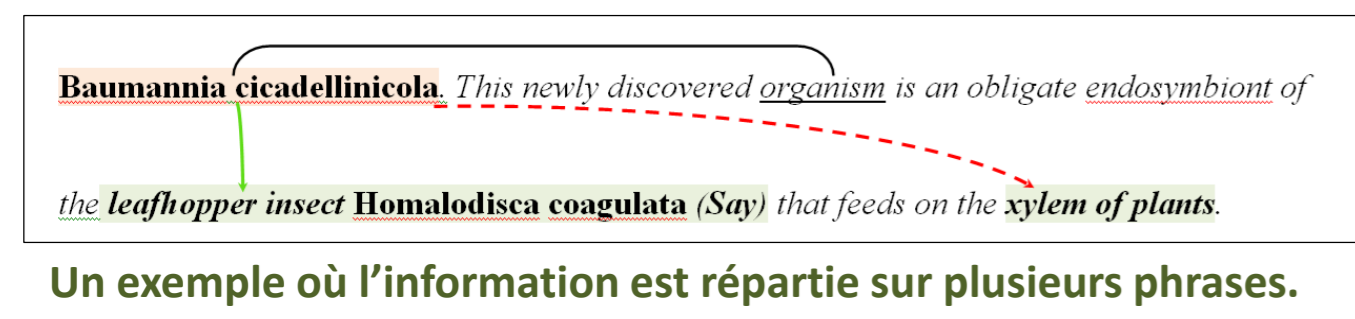 Baumannia cicadellinicola. This newly discovered organism is an obligate endosymbiont of
the leafhopper insect Homalodisca coagulata (Say) that feeds on the xylem of plants.
Un exemple où l’information est répartie sur plusieurs phrases.